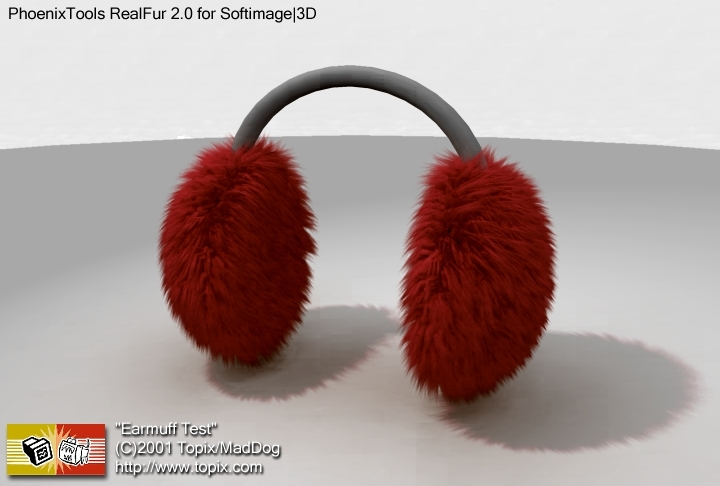 PhoenixTools RealFur 2.0 for Softimage|3D
"Earmuff Test"
(C)2001 Topix/MadDog
http://www.topix.com